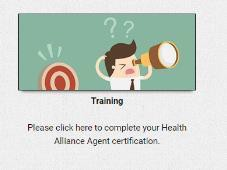 ? ?
Training
Please click here to complete your Health
Alliance Agent certification.